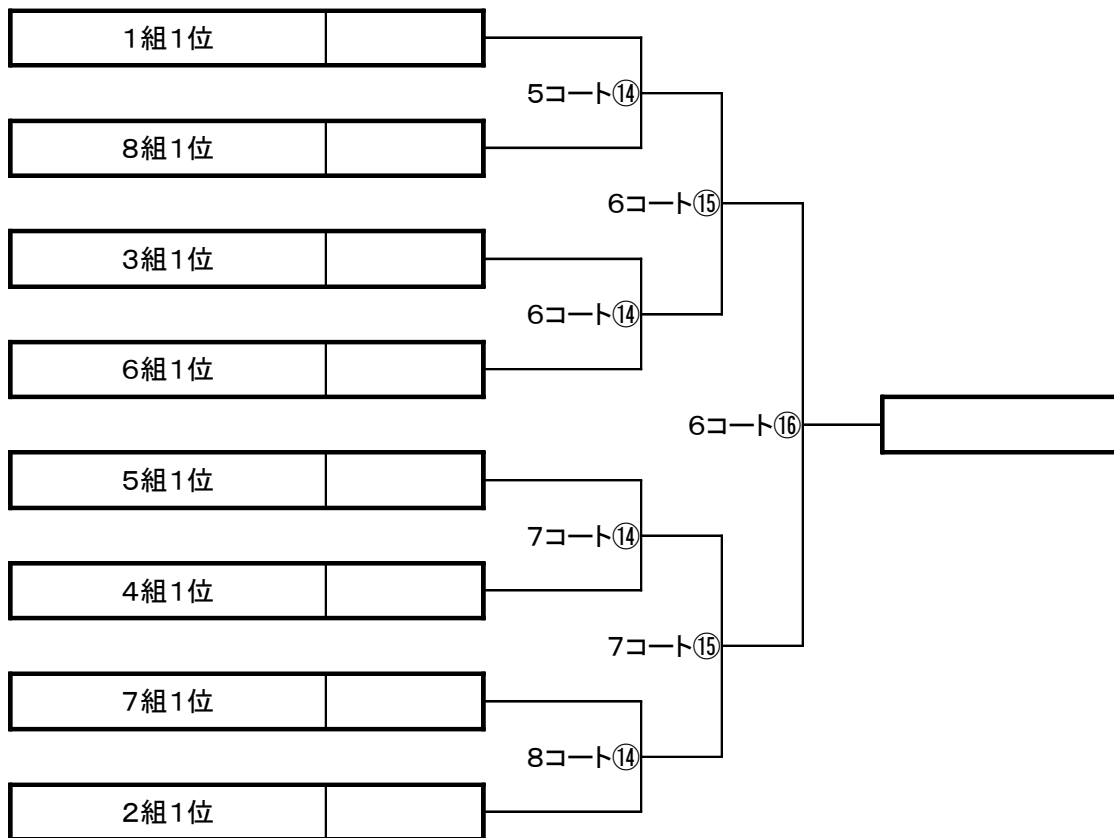 １組１位
５コート⑭
８組１位
６コート⑮
３組１位
６コート⑭
６組１位
６コート⑯
５組１位
７コート⑭
４組１位
７コート⑮
７組１位
８コート⑭
２組１位